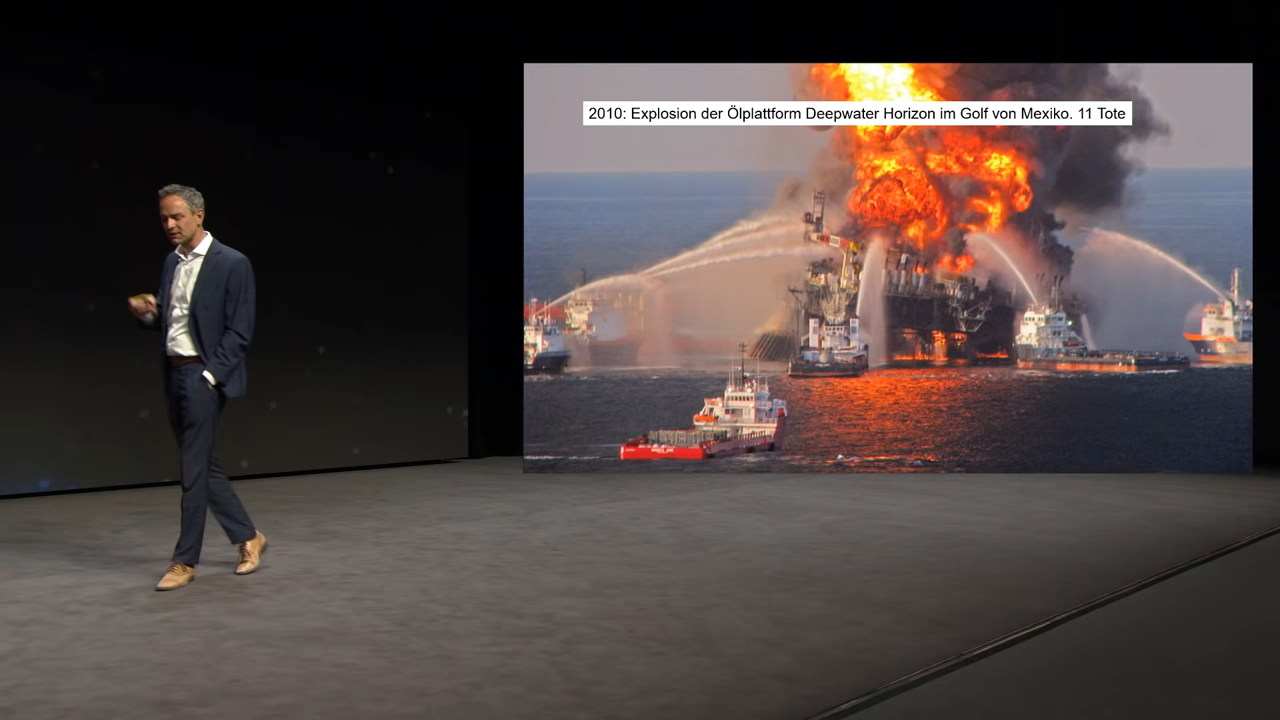 2010: Explosion der Ölplattform Deepwater Horizon im Golf von Mexiko. 11 Tote